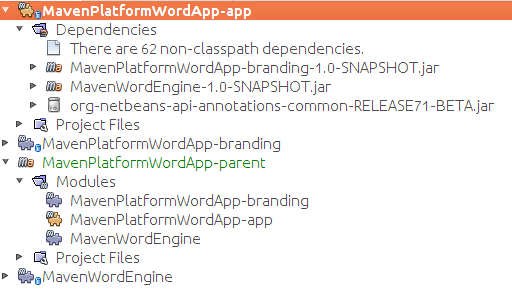 MavenPlatformWordApp-app
Dependencies
There are 62 non-classpath dependencies.
MavenPlatformWordApp-branding-1.0-SNAPSHOT.jar
MavenWordEngine-1.0-SNAPSHOT.jar
org-netbeans-api-annotations-common-RELEASE71-BETA.jar
Project Files
MavenPlatformWordApp-branding
MavenPlatformWordApp-parent
Modules
MavenPlatformWordApp-branding
MavenPlatformWordApp-app
MavenWordEngine
Project Files
MavenWordEngine